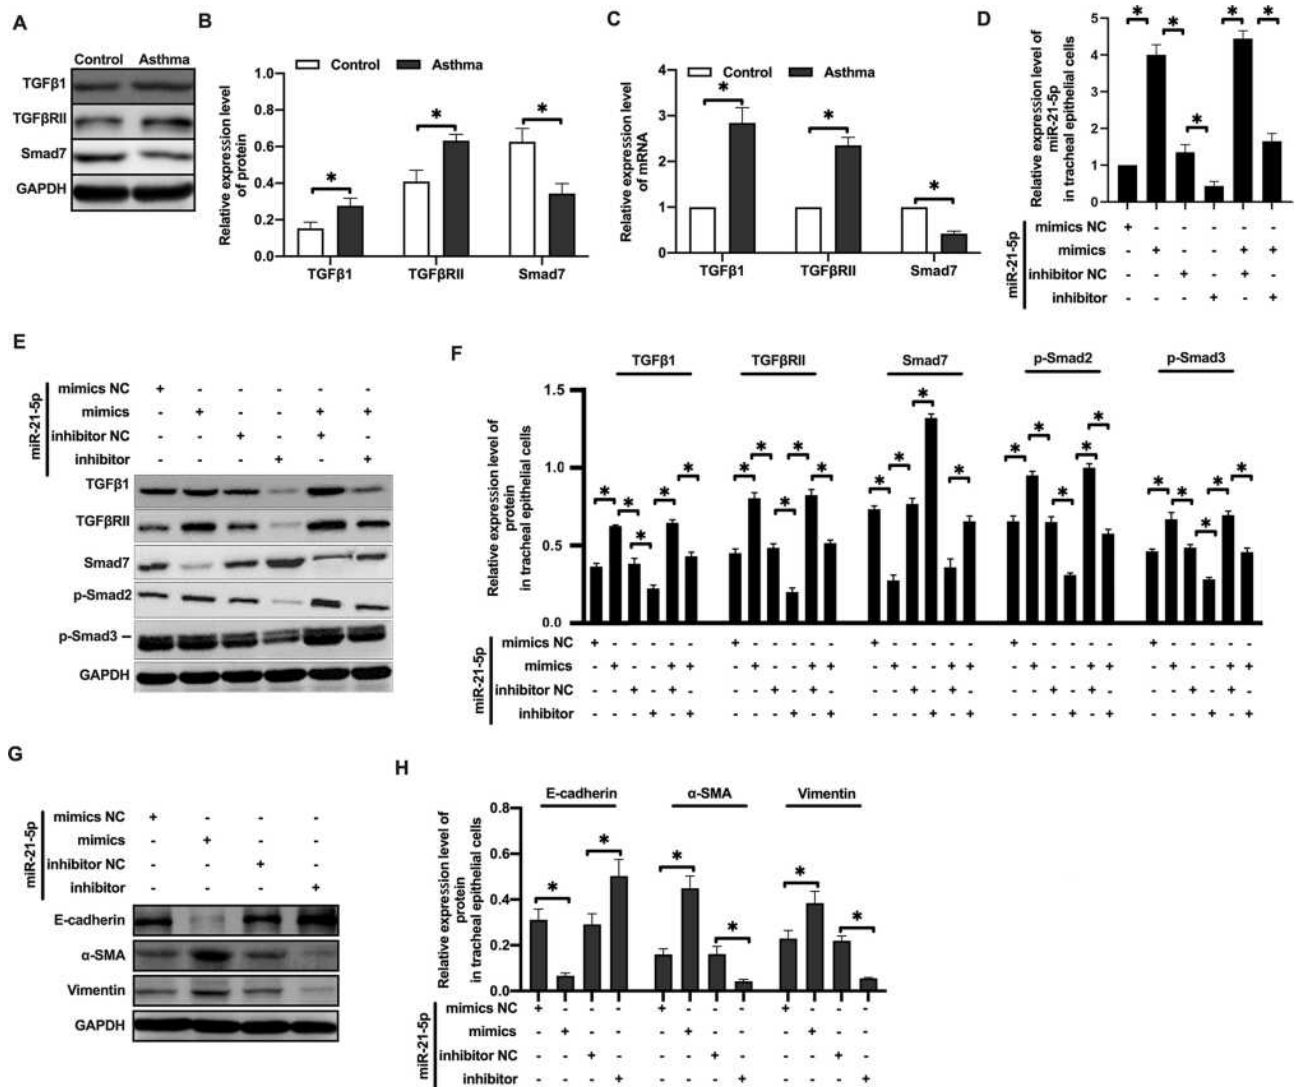 A
Control Asthma
TGFβ1
TGFβRII
Smad7
GAPDH
B
Control Asthma
Relative expression level
of protein
1.0
0.8
0.6
0.4
0.2
0.0
* * *
TGFβ1 TGFβRII Smad7
C
Control Asthma
Relative expression level
of mRNA
4
3
2
1
0
* * *
TGFβ1 TGFβRII Smad7
D
Relative expression level of
miR-21-5p
in tracheal epithelial cells
5
4
3
2
1
0
* * * * *
miR-21-5p
mimics NC + - - - - -
mimics - + - - + +
inhibitor NC - - + - + -
inhibitor - - - + - +
E
miR-21-5p
mimics NC + - - - - -
mimics - + - - + +
inhibitor NC - - + - + -
inhibitor - - - + - +
TGFβ1
TGFβRII
Smad7
p-Smad2
p-Smad3
GAPDH
F
TGFβ1 TGFβRII Smad7 p-Smad2 p-Smad3
Relative expression level of
protein
in tracheal epithelial cells
1.5
1.0
0.5
0.0
* * * * * * * * * * * * * * * * * * * * * * * * *
miR-21-5p
mimics NC + - - - - - + - - - - - + - - - - - + - - - - - + - - - - -
mimics - + - - + + - + - - + + - + - - + + - + - - + + - + - - + +
inhibitor NC - - + - + - - - + - + - - - + - + - - - + - + - - - + - + -
inhibitor - - - + - + - - - + - + - - - + - + - - - + - + - - - + - +
G
miR-21-5p
mimics NC + - - -
mimics - + - -
inhibitor NC - - + -
inhibitor - - - +
E-cadherin
α-SMA
Vimentin
GAPDH
H
E-cadherin α-SMA Vimentin
Relative expression level of
protein
in tracheal epithelial cells
0.8
0.6
0.4
0.2
0.0
* * * * * *
miR-21-5p
mimics NC + - - - + - - - + - - -
mimics - + - - - + - - - + - -
inhibitor NC - - + - - - + - - - + -
inhibitor - - - + - - - + - - - +